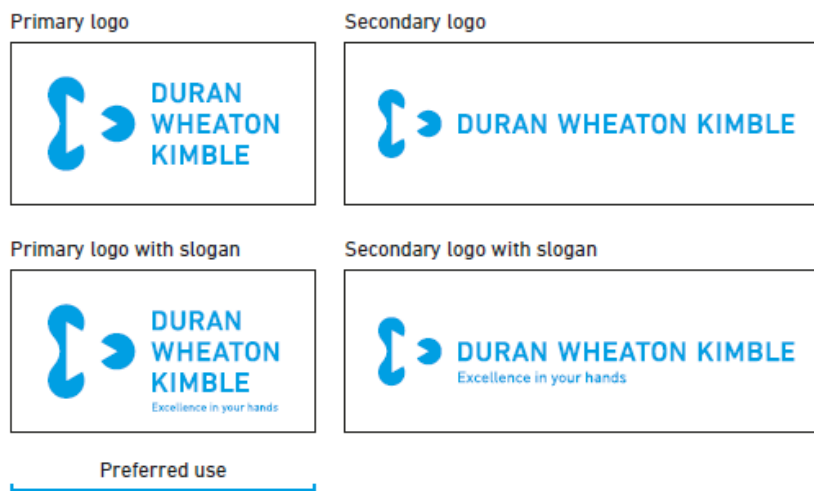 Primary logo
DURAN
WHEATON
KIMBLE
Secondary logo
DURAN WHEATON KIMBLE
Primary logo with slogan
DURAN
WHEATON
KIMBLE
Excellence in your hands
Secondary logo with slogan
DURAN WHEATON KIMBLE
Excellence in your hands
Preferred use